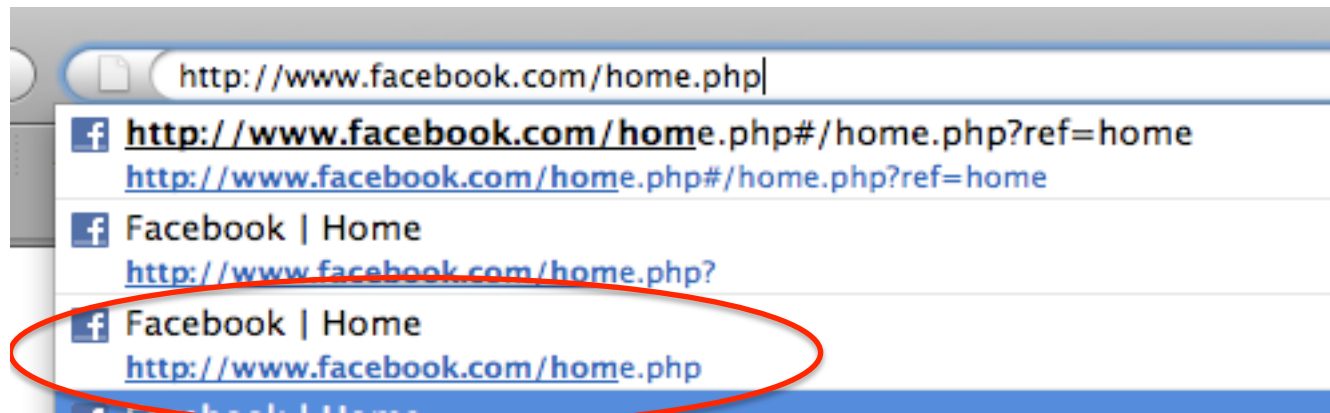 http://www.facebook.com/home.php
http://www.facebook.com/home.php#/home.php?ref=home
http://www.facebook.com/home.php#/home.php?ref=home
Facebook | Home
http://www.facebook.com/home.php?
Facebook | Home
http://www.facebook.com/home.php
Facebook | Home